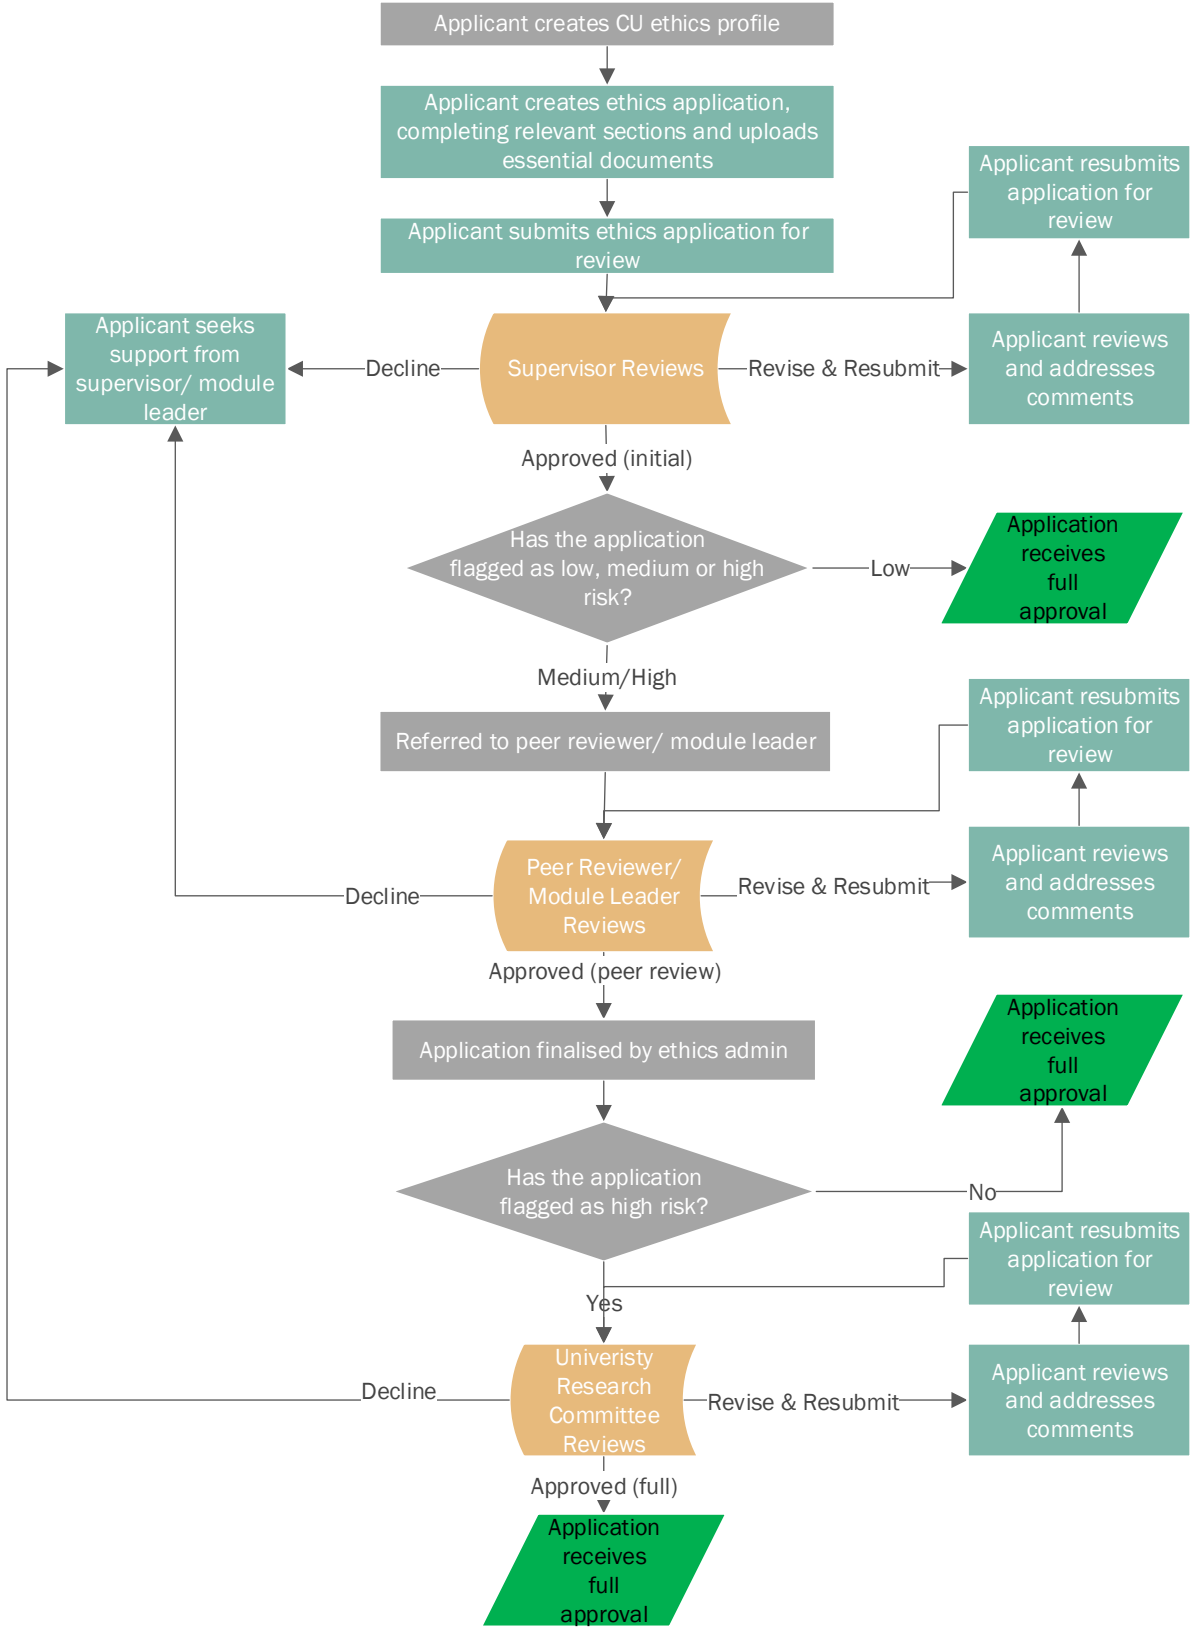 Applicant creates CU ethics profile
Applicant creates ethics application,
completing relevant sections and uploads
essential documents
Applicant submits ethics application for
review
Applicant resubmits
application for
review
Applicant seeks
support from
supervisor/ module
leader
Decline
Supervisor Reviews
Revise & Resubmit
Applicant reviews
and addresses
comments
Approved (initial)
Has the application
flagged as low, medium or high
risk?
Low
Application
receives
full
approval
Medium/High
Referred to peer reviewer/ module leader
Applicant resubmits
application for
review
Decline
Peer Reviewer/
Module Leader
Reviews
Revise & Resubmit
Applicant reviews
and addresses
comments
Approved (peer review)
Application finalised by ethics admin
Application
receives
full
approval
Has the application
flagged as high risk?
No
Applicant resubmits
application for
review
Yes
Decline
Univeristy
Research
Committee
Reviews
Revise & Resubmit
Applicant reviews
and addresses
comments
Approved (full)
Application
receives
full
approval